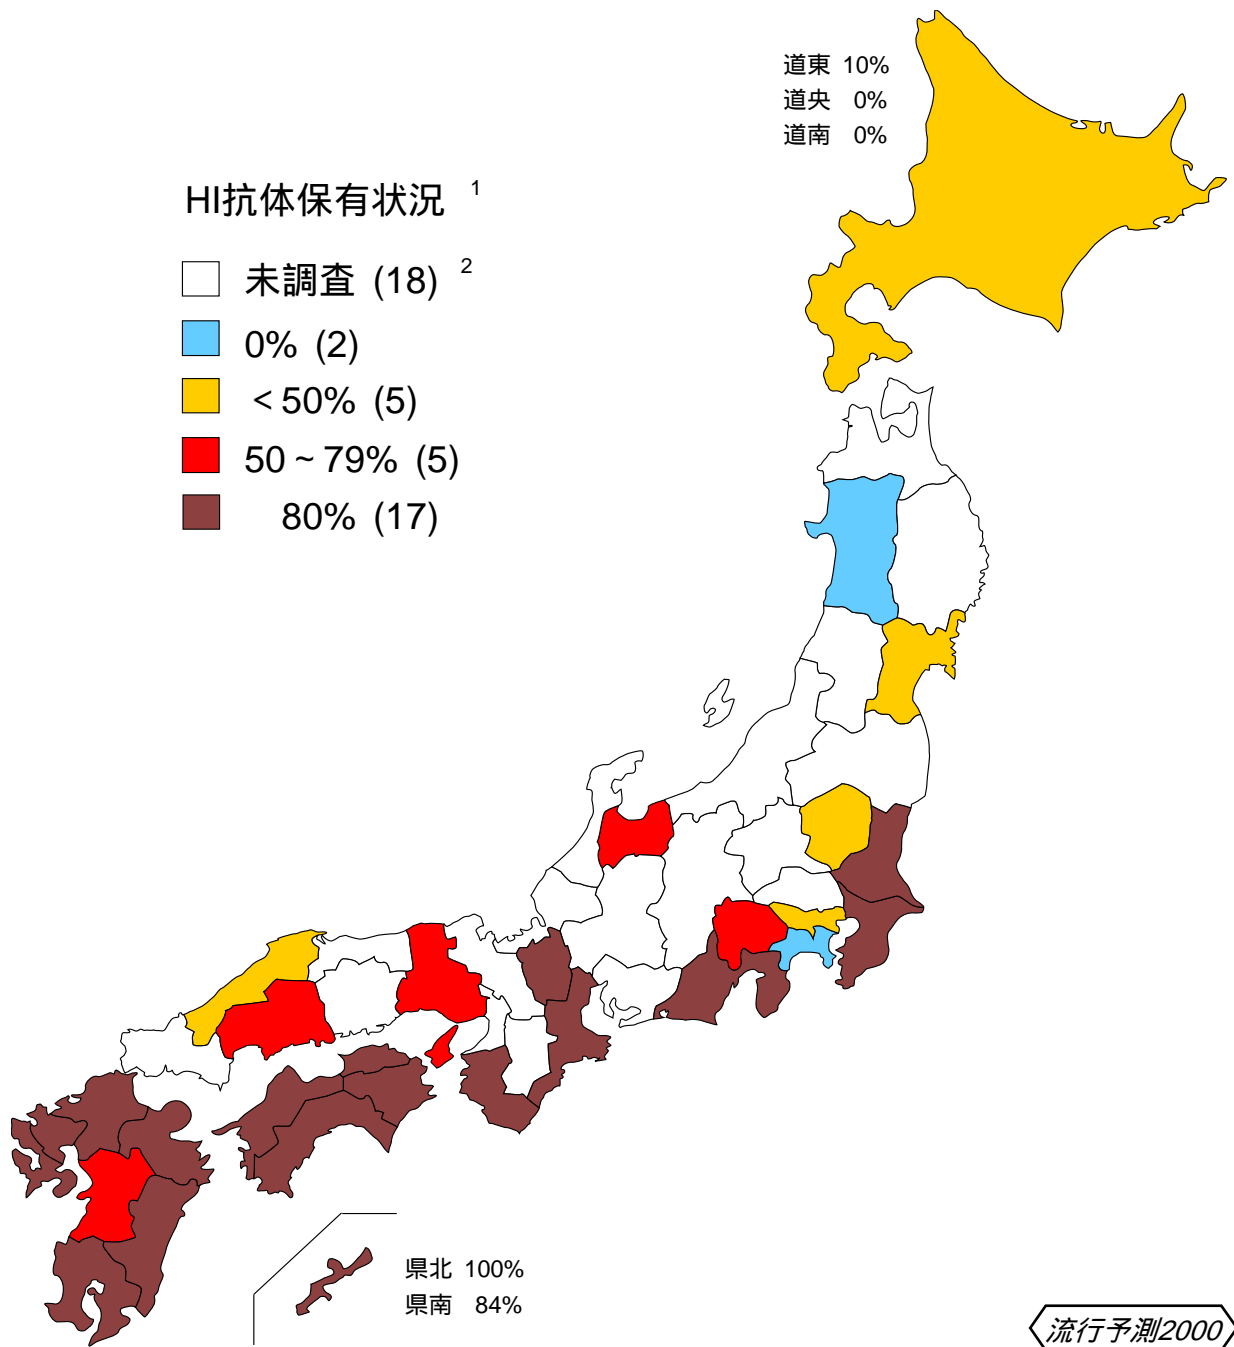 道東 10%
道央 0%
道南 0%
HI抗体保有状況 1
未調査 (18) 2
0% (2)
＜50% (5)
50～79% (5)
80% (17)
県北 100%
県南 84%
流行予測2000